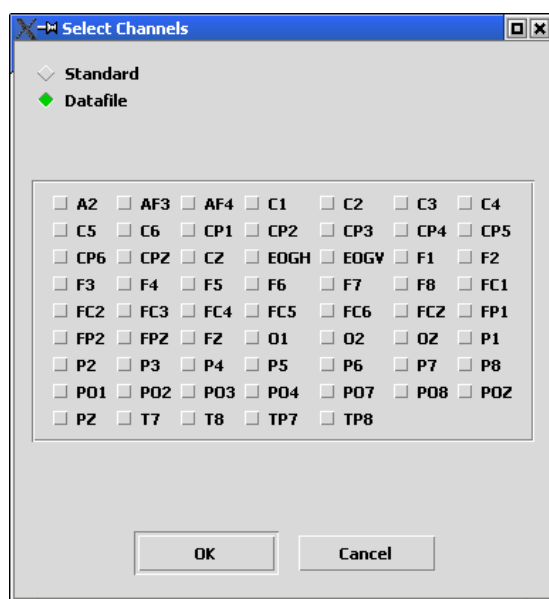 Select Channels
Standard
Datafile
A2 AF3 AF4 C1 C2 C3 C4
C5 C6 CP1 CP2 CP3 CP4 CP5
CP6 CPZ CZ EOGH EOGV F1 F2
F3 F4 F5 F6 F7 F8 FC1
FC2 FC3 FC4 FC5 FC6 FCZ FP1
FP2 FPZ FZ O1 O2 OZ P1
P2 P3 P4 P5 P6 P7 P8
PO1 PO2 PO3 PO4 PO7 PO8 POZ
PZ T7 T8 TP7 TP8
OK Cancel